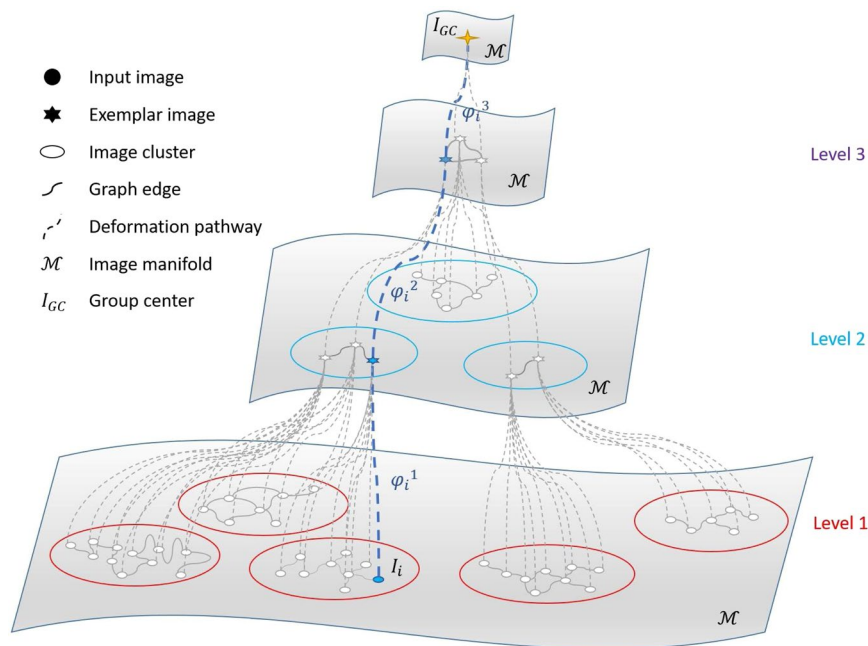 I_GC
ℳ
Input image
Exemplar image
φ_i^3
Image cluster
Level 3
Graph edge
ℳ
Deformation pathway
ℳ Image manifold
I_GC Group center
φ_i^2
Level 2
ℳ
φ_i^1
Level 1
I_i
ℳ